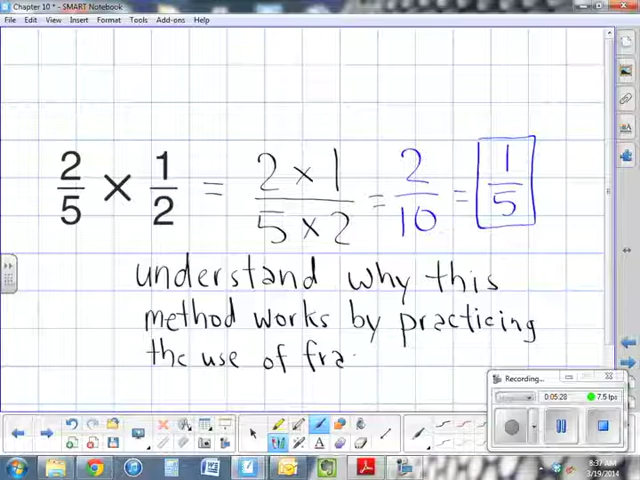 Chapter 10 * - SMART Notebook
File Edit View Insert Format Tools Add-ons Help
2/5 × 1/2 = 2 × 1 / 5 × 2 = 2/10 = 1/5
understand why this
method works by practicing
the use of fra
Recording...
00:05:28 7.5 fps
8:37 AM
3/19/2014